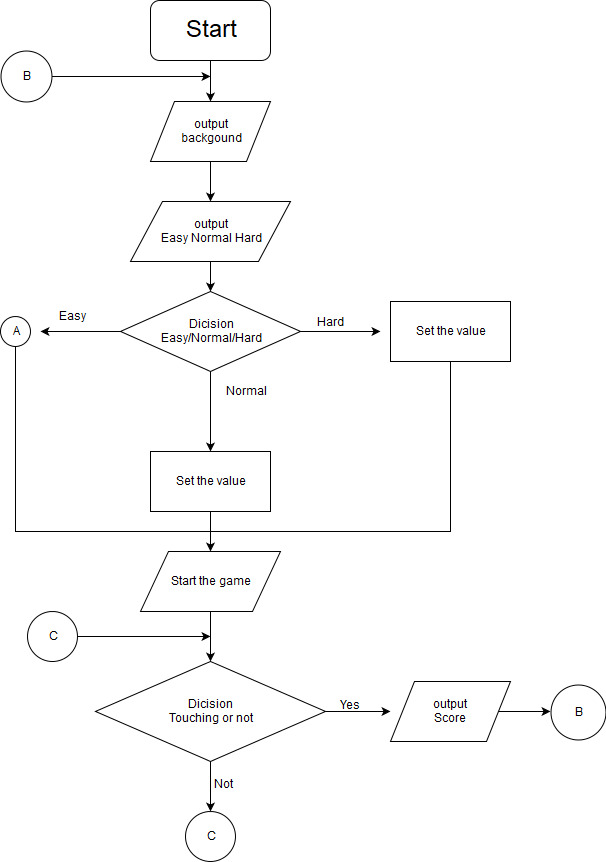 Start
B
output
backgound
output
Easy Normal Hard
Dicision
Easy/Normal/Hard
Easy
Hard
A
Set the value
Normal
Set the value
Start the game
C
Dicision
Touching or not
Yes
output
Score
B
Not
C